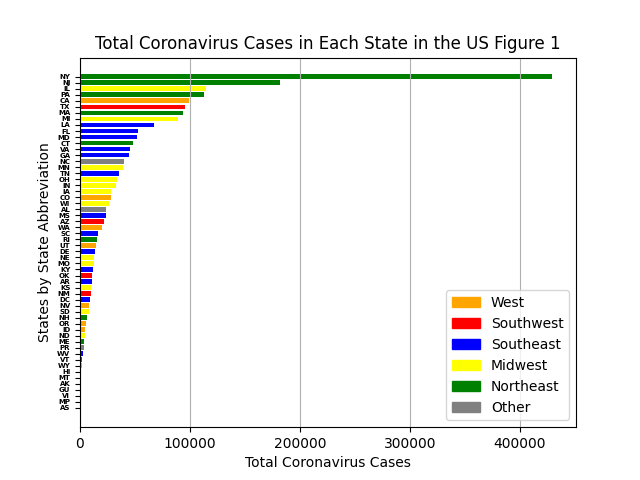 Total Coronavirus Cases in Each State in the US Figure 1
States by State Abbreviation
NY
NJ
IL
PA
CA
TX
MA
MI
LA
FL
MD
CT
VA
GA
NC
MN
TN
OH
IN
IA
CO
WI
AL
MS
AZ
WA
SC
RI
UT
DE
NE
MO
KY
OK
AR
KS
NM
DC
NV
SD
NH
OR
ID
ND
ME
PR
WV
VT
WY
HI
MT
AK
GU
VI
MP
AS
West
Southwest
Southeast
Midwest
Northeast
Other
0 100000 200000 300000 400000
Total Coronavirus Cases